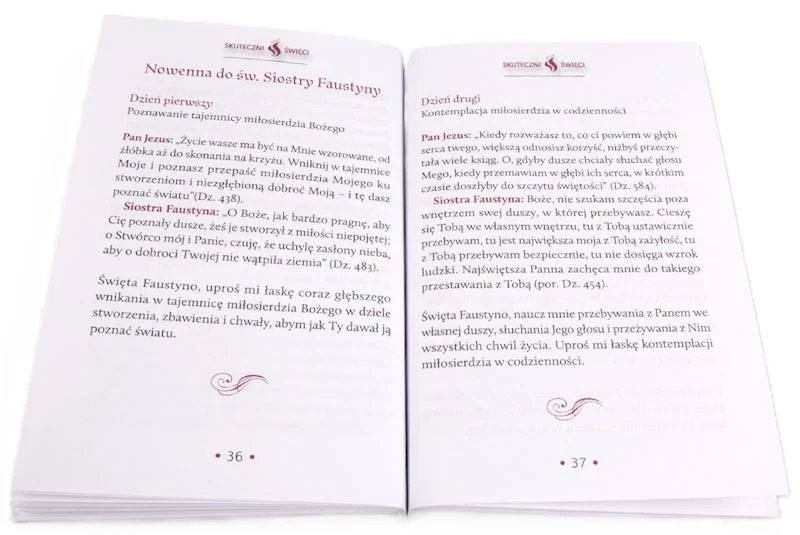 SKUTECZNI ŚWIĘCI
Nowenna do św. Siostry Faustyny
Dzień pierwszy
Poznawanie tajemnicy miłosierdzia Bożego
Pan Jezus: „Życie wasze ma być na Mnie wzorowane, od
żłóbka aż do skonania na krzyżu. Wniknij w tajemnice
Moje i poznasz przepaść miłosierdzia Mojego ku
stworzeniom i niezgłębioną dobroć Moją – i tę dasz
poznać światu”(Dz. 438).
Siostra Faustyna: „O Boże, jak bardzo pragnę, aby
Cię poznały dusze, żeś je stworzył z miłości niepojętej;
o Stwórco mój i Panie, czuję, że uchylę zasłony nieba,
aby o dobroci Twojej nie wątpiła ziemia” (Dz. 483).
Święta Faustyno, uproś mi łaskę coraz głębszego
wnikania w tajemnicę miłosierdzia Bożego w dziele
stworzenia, zbawienia i chwały, abym jak Ty dawał ją
poznać światu.
• 36 •
SKUTECZNI ŚWIĘCI
Dzień drugi
Kontemplacja miłosierdzia w codzienności
Pan Jezus: „Kiedy rozważasz to, co ci powiem w głębi
serca twego, większą odnosisz korzyść, niżbyś przeczy-
tała wiele ksiąg. O, gdyby dusze chciały słuchać głosu
Mego, kiedy przemawiam w głębi ich serca, w krótkim
czasie doszłyby do szczytu świętości” (Dz. 584).
Siostra Faustyna: Boże, nie szukam szczęścia poza
wnętrzem swej duszy, w której przebywasz. Cieszę
się Tobą we własnym wnętrzu, tu z Tobą ustawicznie
przebywam, tu jest największa moja z Tobą zażyłość, tu
z Tobą przebywam bezpiecznie, tu nie dosięga wzrok
ludzki. Najświętsza Panna zachęca mnie do takiego
przestawania z Tobą (por. Dz. 454).
Święta Faustyno, naucz mnie przebywania z Panem we
własnej duszy, słuchania Jego głosu i przeżywania z Nim
wszystkich chwil życia. Uproś mi łaskę kontemplacji
miłosierdzia w codzienności.
• 37 •